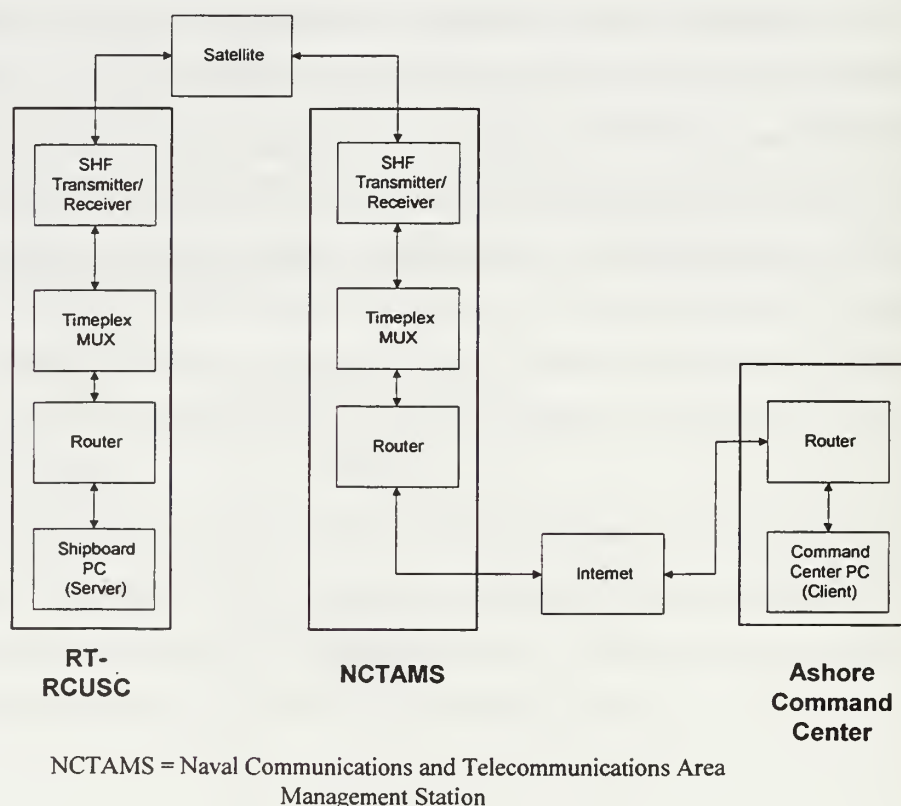 Satellite
SHF
Transmitter/
Receiver
Timeplex
MUX
Router
Shipboard
PC
(Server)
RT-
RCUSC
SHF
Transmitter/
Receiver
Timeplex
MUX
Router
NCTAMS
Internet
Router
Command
Center PC
(Client)
Ashore
Command
Center
NCTAMS = Naval Communications and Telecommunications Area
Management Station